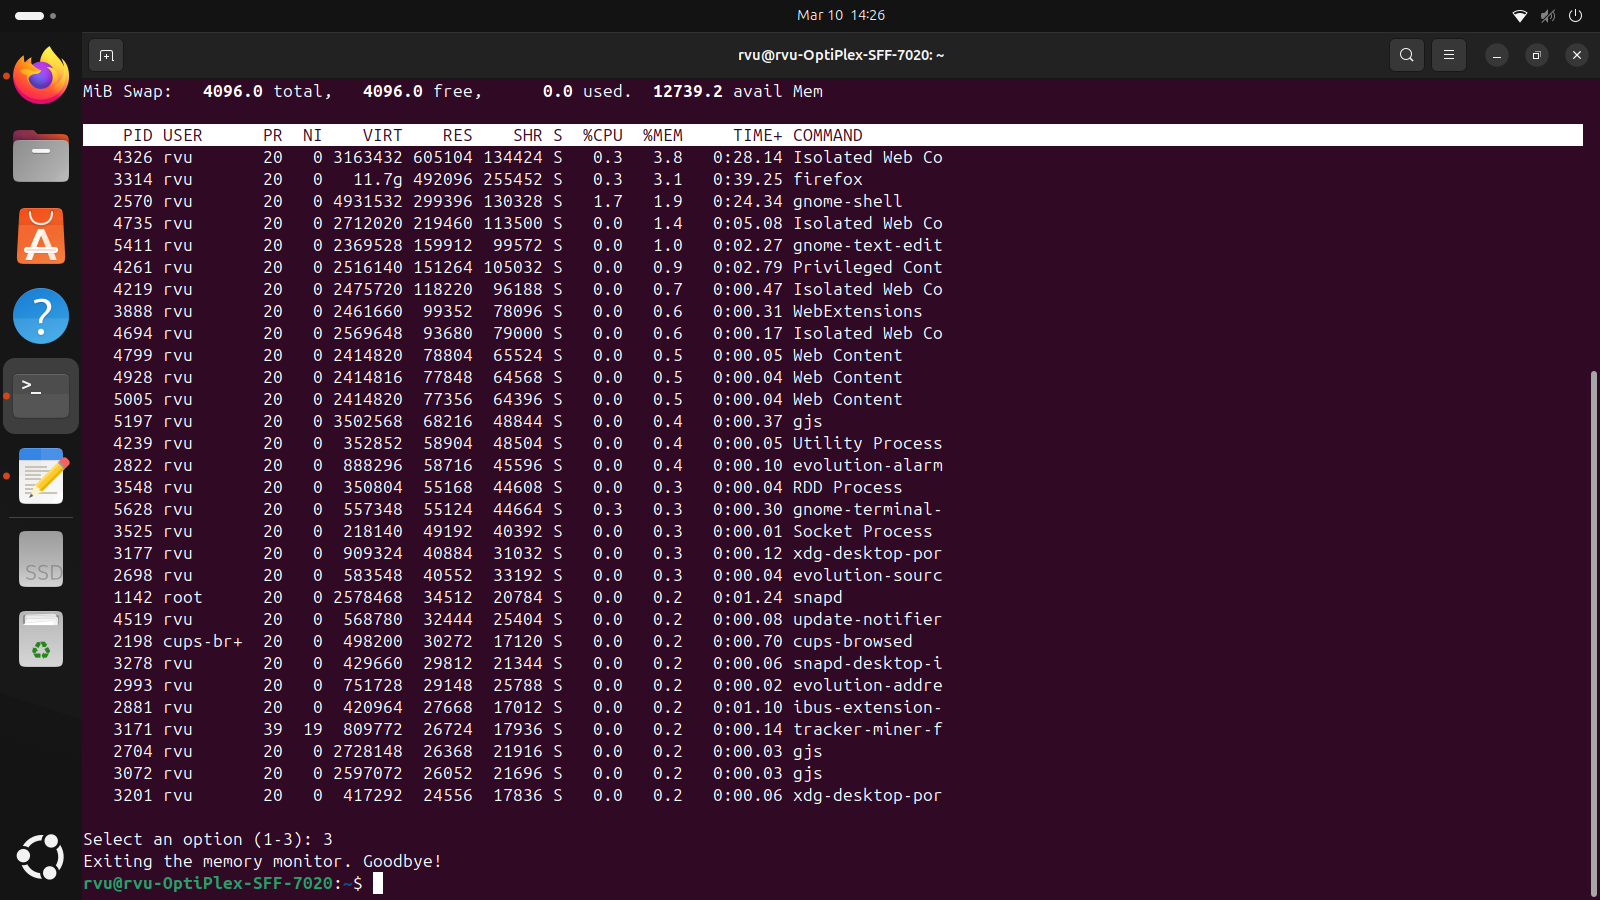 Mar 10 14:26
rvu@rvu-OptiPlex-SFF-7020: ~
MiB Swap: 4096.0 total, 4096.0 free, 0.0 used. 12739.2 avail Mem
PID USER PR NI VIRT RES SHR S %CPU %MEM TIME+ COMMAND
4326 rvu 20 0 3163432 605104 134424 S 0.3 3.8 0:28.14 Isolated Web Co
3314 rvu 20 0 11.7g 492096 255452 S 0.3 3.1 0:39.25 firefox
2570 rvu 20 0 4931532 299396 130328 S 1.7 1.9 0:24.34 gnome-shell
4735 rvu 20 0 2712020 219460 113500 S 0.0 1.4 0:05.08 Isolated Web Co
5411 rvu 20 0 2369528 159912 99572 S 0.0 1.0 0:02.27 gnome-text-edit
4261 rvu 20 0 2516140 151264 105032 S 0.0 0.9 0:02.79 Privileged Cont
4219 rvu 20 0 2475720 118220 96188 S 0.0 0.7 0:00.47 Isolated Web Co
3888 rvu 20 0 2461660 99352 78096 S 0.0 0.6 0:00.31 WebExtensions
4694 rvu 20 0 2569648 93680 79000 S 0.0 0.6 0:00.17 Isolated Web Co
4799 rvu 20 0 2414820 78804 65524 S 0.0 0.5 0:00.05 Web Content
4928 rvu 20 0 2414816 77848 64568 S 0.0 0.5 0:00.04 Web Content
5005 rvu 20 0 2414820 77356 64396 S 0.0 0.5 0:00.04 Web Content
5197 rvu 20 0 3502568 68216 48844 S 0.0 0.4 0:00.37 gjs
4239 rvu 20 0 352852 58904 48504 S 0.0 0.4 0:00.05 Utility Process
2822 rvu 20 0 888296 58716 45596 S 0.0 0.4 0:00.10 evolution-alarm
3548 rvu 20 0 350804 55168 44608 S 0.0 0.3 0:00.04 RDD Process
5628 rvu 20 0 557348 55124 44664 S 0.3 0.3 0:00.30 gnome-terminal-
3525 rvu 20 0 218140 49192 40392 S 0.0 0.3 0:00.01 Socket Process
3177 rvu 20 0 909324 40884 31032 S 0.0 0.3 0:00.12 xdg-desktop-por
2698 rvu 20 0 583548 40552 33192 S 0.0 0.3 0:00.04 evolution-sourc
1142 root 20 0 2578468 34512 20784 S 0.0 0.2 0:01.24 snapd
4519 rvu 20 0 568780 32444 25404 S 0.0 0.2 0:00.08 update-notifier
2198 cups-br+ 20 0 498200 30272 17120 S 0.0 0.2 0:00.70 cups-browsed
3278 rvu 20 0 429660 29812 21344 S 0.0 0.2 0:00.06 snapd-desktop-i
2993 rvu 20 0 751728 29148 25788 S 0.0 0.2 0:00.02 evolution-addre
2881 rvu 20 0 420964 27668 17012 S 0.0 0.2 0:01.10 ibus-extension-
3171 rvu 39 19 809772 26724 17936 S 0.0 0.2 0:00.14 tracker-miner-f
2704 rvu 20 0 2728148 26368 21916 S 0.0 0.2 0:00.03 gjs
3072 rvu 20 0 2597072 26052 21696 S 0.0 0.2 0:00.03 gjs
3201 rvu 20 0 417292 24556 17836 S 0.0 0.2 0:00.06 xdg-desktop-por
Select an option (1-3): 3
Exiting the memory monitor. Goodbye!
rvu@rvu-OptiPlex-SFF-7020:~$
SSD